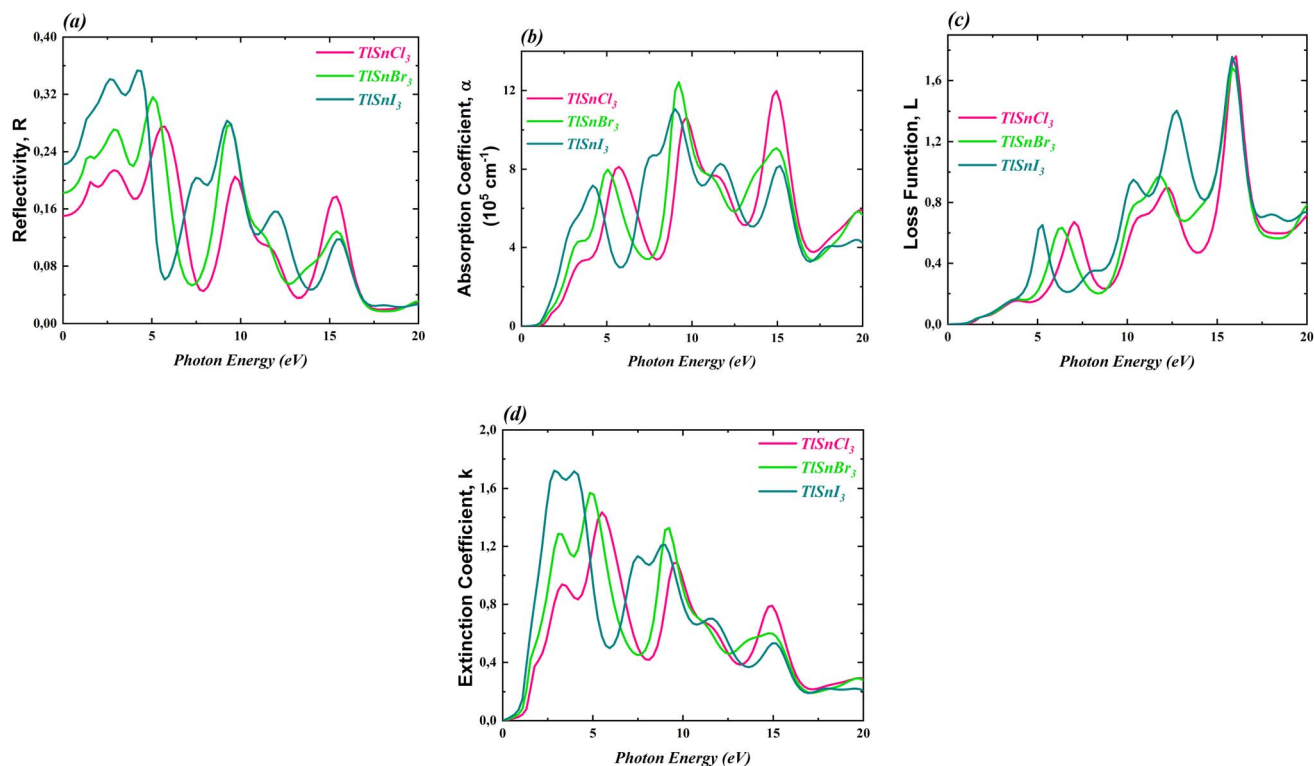 (a)
TlSnCl₃
TlSnBr₃
TlSnI₃
0,40
0,32
0,24
0,16
0,08
0,00
0
5
10
15
20
Reflectivity, R
Photon Energy (eV)
(b)
TlSnCl₃
TlSnBr₃
TlSnI₃
12
8
4
0
0
5
10
15
20
Absorption Coefficient, α
(10⁵ cm⁻¹)
Photon Energy (eV)
(c)
TlSnCl₃
TlSnBr₃
TlSnI₃
1,8
1,2
0,6
0,0
0
5
10
15
20
Loss Function, L
Photon Energy (eV)
(d)
TlSnCl₃
TlSnBr₃
TlSnI₃
2,0
1,6
1,2
0,8
0,4
0,0
0
5
10
15
20
Extinction Coefficient, k
Photon Energy (eV)